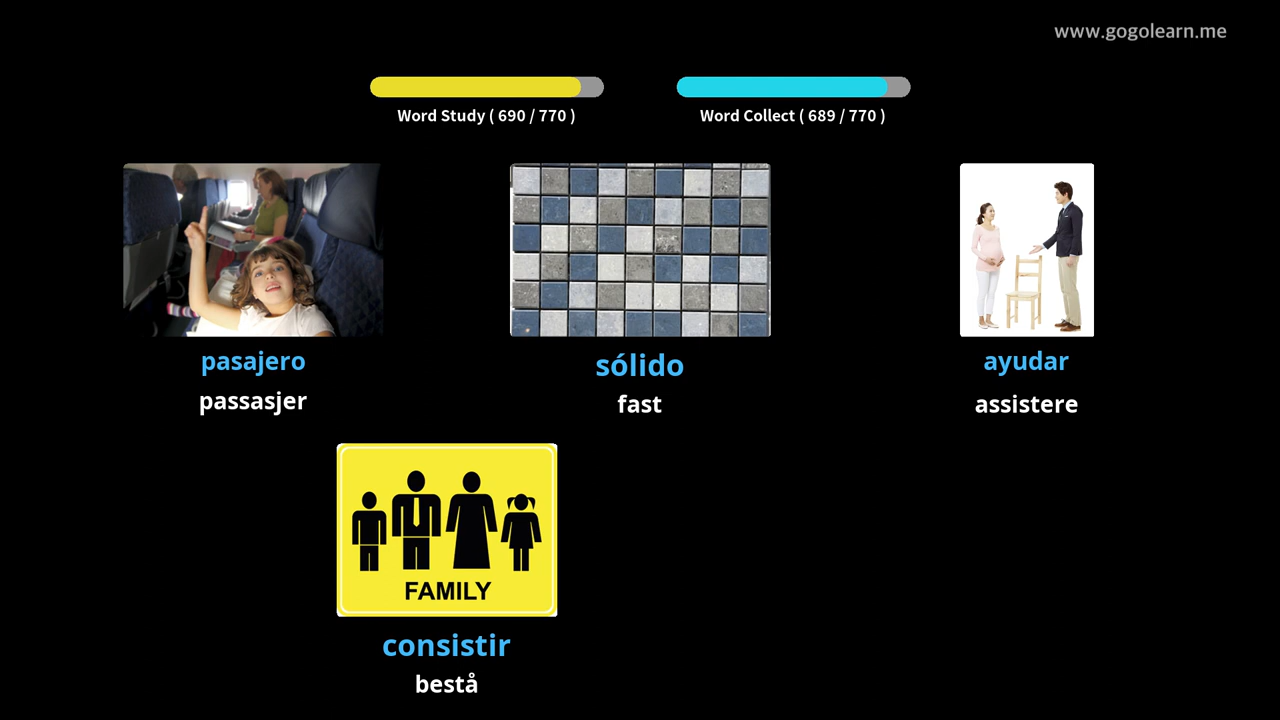 www.gogolearn.me
Word Study ( 690 / 770 )
Word Collect ( 689 / 770 )
pasajero
passasjer
sólido
fast
ayudar
assistere
FAMILY
consistir
bestå